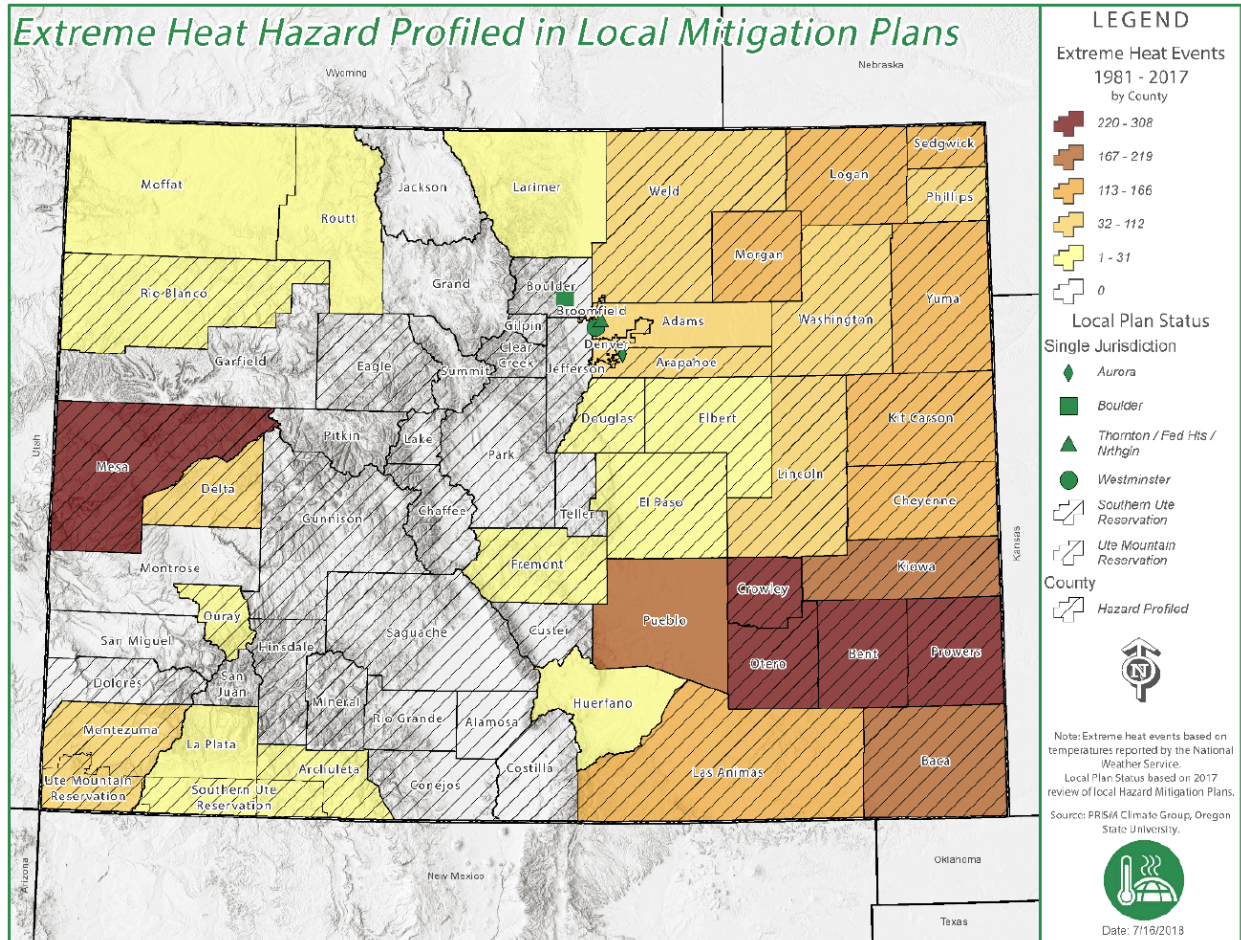 Extreme Heat Hazard Profiled in Local Mitigation Plans
Wyoming
Nebraska
Utah
Kansas
Arizona
New Mexico
Oklahoma
Texas
Moffat
Routt
Jackson
Larimer
Weld
Logan
Sedgwick
Phillips
Morgan
Rio Blanco
Grand
Boulder
Broomfield
Gilpin
Adams
Washington
Yuma
Garfield
Eagle
Summit
Clear
Creek
Denver
Jefferson
Arapahoe
Douglas
Elbert
Kit Carson
Mesa
Pitkin
Lake
Park
Delta
Lincoln
Cheyenne
Gunnison
Chaffee
Teller
El Paso
Montrose
Fremont
Kiowa
Crowley
Ouray
Pueblo
San Miguel
Hinsdale
Saguache
Custer
Otero
Bent
Prowers
Dolores
San
Juan
Mineral
Rio Grande
Alamosa
Huerfano
Montezuma
La Plata
Archuleta
Conejos
Costilla
Las Animas
Baca
Ute Mountain
Reservation
Southern Ute
Reservation
LEGEND
Extreme Heat Events
1981 - 2017
by County
220 - 308
167 - 219
113 - 166
32 - 112
1 - 31
0
Local Plan Status
Single Jurisdiction
Aurora
Boulder
Thornton / Fed Hts /
Nrthgln
Westminster
Southern Ute
Reservation
Ute Mountain
Reservation
County
Hazard Profiled
N
Note: Extreme heat events based on
temperatures reported by the National
Weather Service.
Local Plan Status based on 2017
review of local Hazard Mitigation Plans.
Source: PRISM Climate Group, Oregon
State University.
Date: 7/16/2018